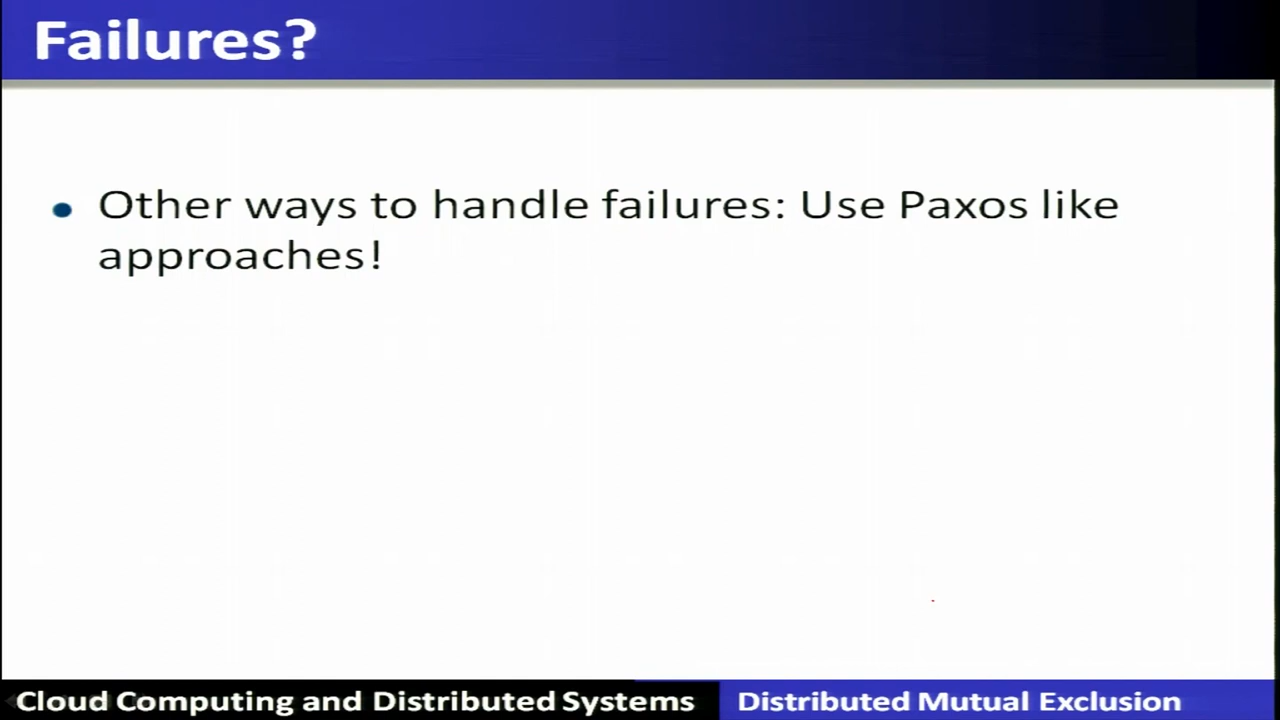 Failures?
• Other ways to handle failures: Use Paxos like
approaches!
Cloud Computing and Distributed Systems
Distributed Mutual Exclusion